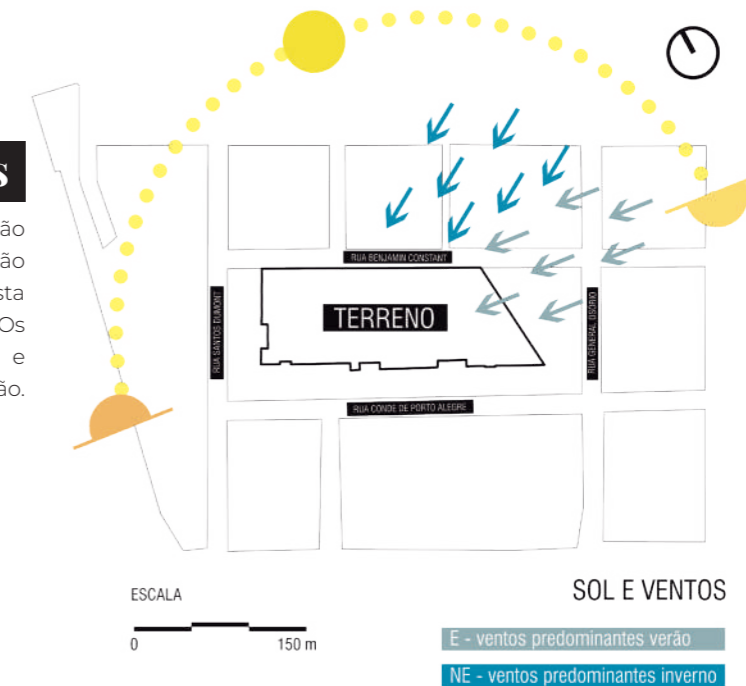 S
ão
ão
sta
Os
e
ão.
RUA BENJAMIN CONSTANT
RUA SANTOS DUMONT
TERRENO
RUA GENERAL OSORIO
RUA CONDE DE PORTO ALEGRE
ESCALA
0 150 m
SOL E VENTOS
E - ventos predominantes verão
NE - ventos predominantes inverno